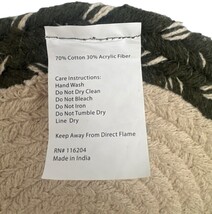 70% Cotton 30% Acrylic Fiber
Care Instructions:
Hand Wash
Do Not Dry Clean
Do Not Bleach
Do Not Iron
Do Not Tumble Dry
Line: Dry
Keep Away From Direct Flame
RN# 116204
Made in India